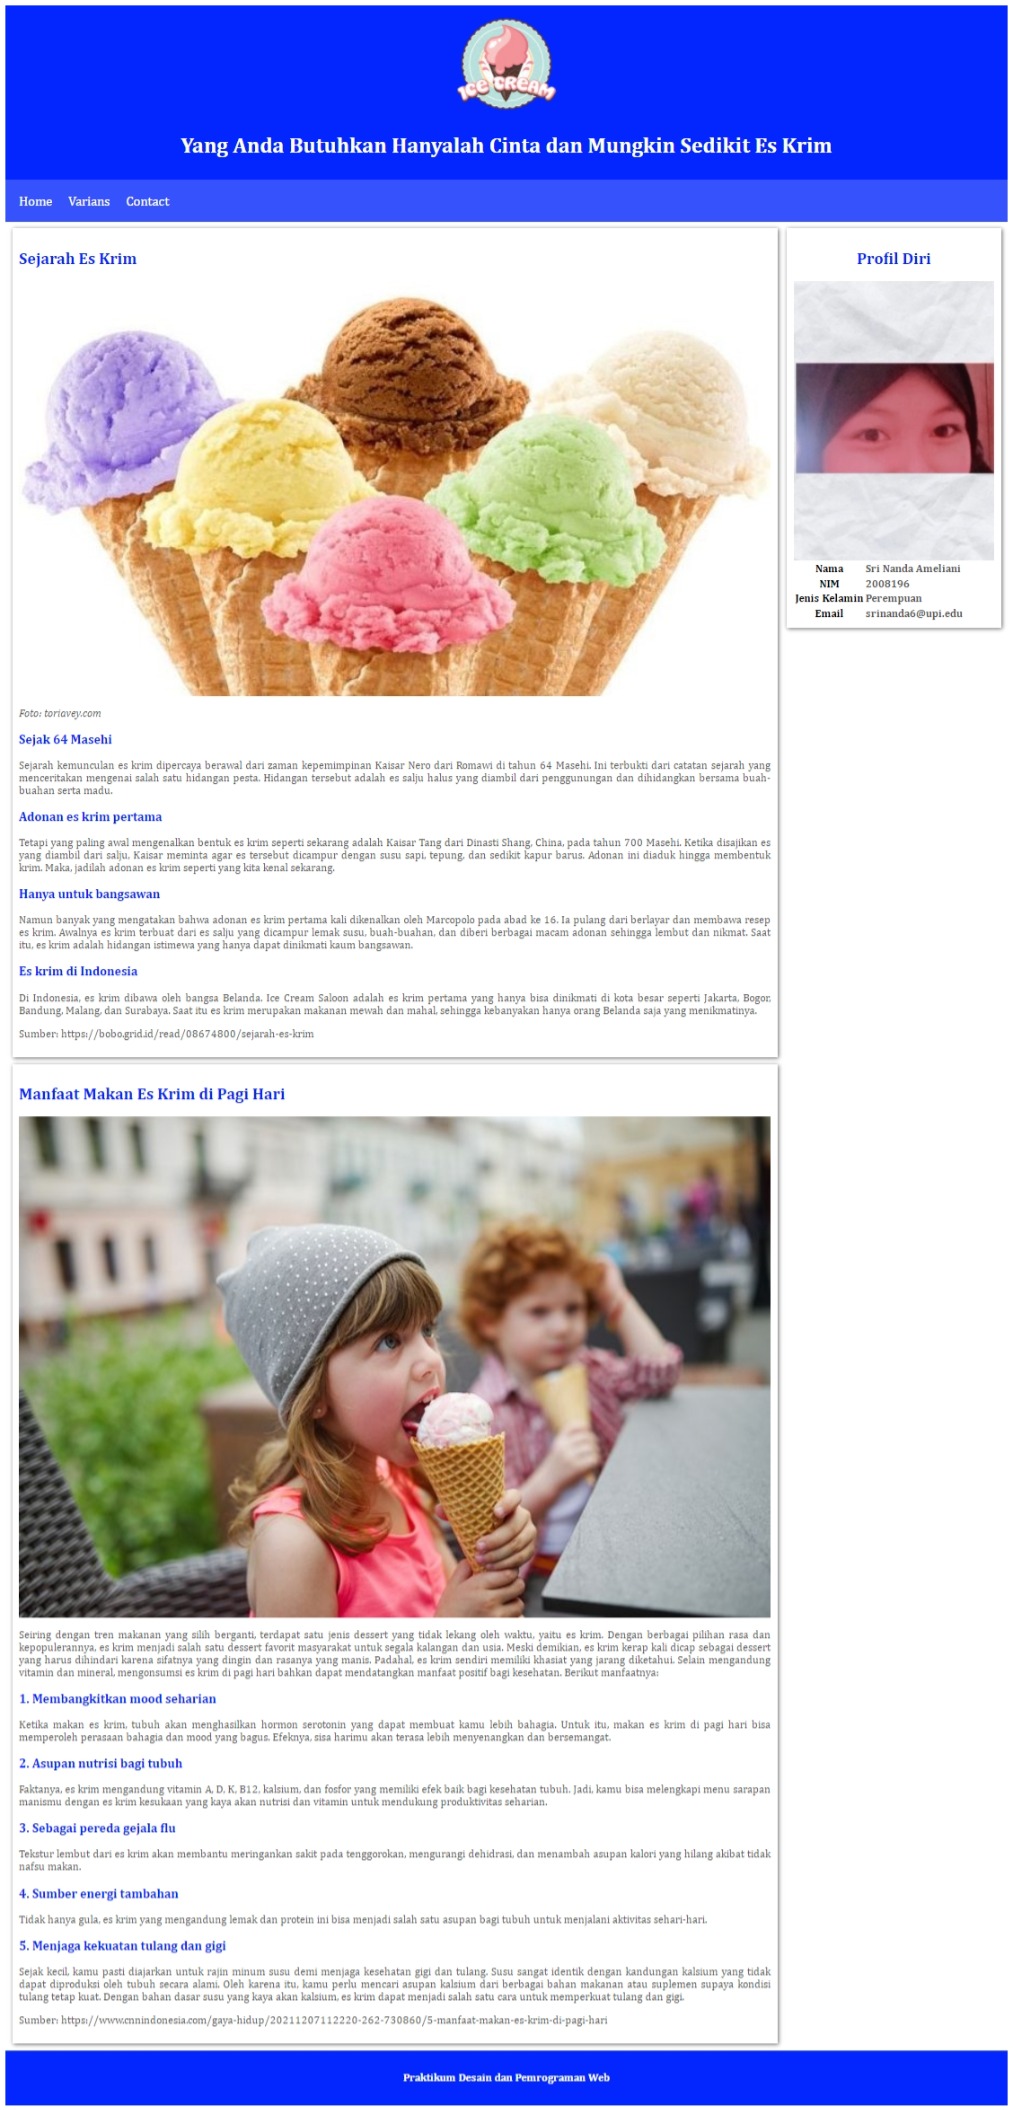 ICE CREAM
Yang Anda Butuhkan Hanyalah Cinta dan Mungkin Sedikit Es Krim
Home Varians Contact
Sejarah Es Krim
Foto: toriavey.com
Sejak 64 Masehi
Sejarah kemunculan es krim dipercaya berawal dari zaman kepemimpinan Kaisar Nero dari Romawi di tahun 64 Masehi. Ini terbukti dari catatan sejarah yang
menceritakan mengenai salah satu hidangan pesta. Hidangan tersebut adalah es salju halus yang diambil dari penggunungan dan dihidangkan bersama buah-
buahan serta madu.
Adonan es krim pertama
Tetapi yang paling awal mengenalkan bentuk es krim seperti sekarang adalah Kaisar Tang dari Dinasti Shang, China, pada tahun 700 Masehi. Ketika disajikan es
yang diambil dari salju, Kaisar meminta agar es tersebut dicampur dengan susu sapi, tepung, dan sedikit kapur barus. Adonan ini diaduk hingga membentuk
krim. Maka, jadilah adonan es krim seperti yang kita kenal sekarang.
Hanya untuk bangsawan
Namun banyak yang mengatakan bahwa adonan es krim pertama kali dikenalkan oleh Marcopolo pada abad ke 16. Ia pulang dari berlayar dan membawa resep
es krim. Awalnya es krim terbuat dari es salju yang dicampur lemak susu, buah-buahan, dan diberi berbagai macam adonan sehingga lembut dan nikmat. Saat
itu, es krim adalah hidangan istimewa yang hanya dapat dinikmati kaum bangsawan.
Es krim di Indonesia
Di Indonesia, es krim dibawa oleh bangsa Belanda. Ice Cream Saloon adalah es krim pertama yang hanya bisa dinikmati di kota besar seperti Jakarta, Bogor,
Bandung, Malang, dan Surabaya. Saat itu es krim merupakan makanan mewah dan mahal, sehingga kebanyakan hanya orang Belanda saja yang menikmatinya.
Sumber: https://bobo.grid.id/read/08674800/sejarah-es-krim
Profil Diri
Nama Sri Nanda Ameliani
NIM 2008196
Jenis Kelamin Perempuan
Email srinanda6@upi.edu
Manfaat Makan Es Krim di Pagi Hari
Seiring dengan tren makanan yang silih berganti, terdapat satu jenis dessert yang tidak lekang oleh waktu, yaitu es krim. Dengan berbagai pilihan rasa dan
kepopulerannya, es krim menjadi salah satu dessert favorit masyarakat untuk segala kalangan dan usia. Meski demikian, es krim kerap kali dicap sebagai dessert
yang harus dihindari karena sifatnya yang dingin dan rasanya yang manis. Padahal, es krim sendiri memiliki khasiat yang jarang diketahui. Selain mengandung
vitamin dan mineral, mengonsumsi es krim di pagi hari bahkan dapat mendatangkan manfaat positif bagi kesehatan. Berikut manfaatnya:
1. Membangkitkan mood seharian
Ketika makan es krim, tubuh akan menghasilkan hormon serotonin yang dapat membuat kamu lebih bahagia. Untuk itu, makan es krim di pagi hari bisa
memperoleh perasaan bahagia dan mood yang bagus. Efeknya, sisa harimu akan terasa lebih menyenangkan dan bersemangat.
2. Asupan nutrisi bagi tubuh
Faktanya, es krim mengandung vitamin A, D, K, B12, kalsium, dan fosfor yang memiliki efek baik bagi kesehatan tubuh. Jadi, kamu bisa melengkapi menu sarapan
manismu dengan es krim kesukaan yang kaya akan nutrisi dan vitamin untuk mendukung produktivitas seharian.
3. Sebagai pereda gejala flu
Tekstur lembut dari es krim akan membantu meringankan sakit pada tenggorokan, mengurangi dehidrasi, dan menambah asupan kalori yang hilang akibat tidak
nafsu makan.
4. Sumber energi tambahan
Tidak hanya gula, es krim yang mengandung lemak dan protein ini bisa menjadi salah satu asupan bagi tubuh untuk menjalani aktivitas sehari-hari.
5. Menjaga kekuatan tulang dan gigi
Sejak kecil, kamu pasti diajarkan untuk rajin minum susu demi menjaga kesehatan gigi dan tulang. Susu sangat identik dengan kandungan kalsium yang tidak
dapat diproduksi oleh tubuh secara alami. Oleh karena itu, kamu perlu mencari asupan kalsium dari berbagai bahan makanan atau suplemen supaya kondisi
tulang tetap kuat. Dengan bahan dasar susu yang kaya akan kalsium, es krim dapat menjadi salah satu cara untuk memperkuat tulang dan gigi.
Sumber: https://www.cnnindonesia.com/gaya-hidup/20211207112220-262-730860/5-manfaat-makan-es-krim-di-pagi-hari
Praktikum Desain dan Pemrograman Web